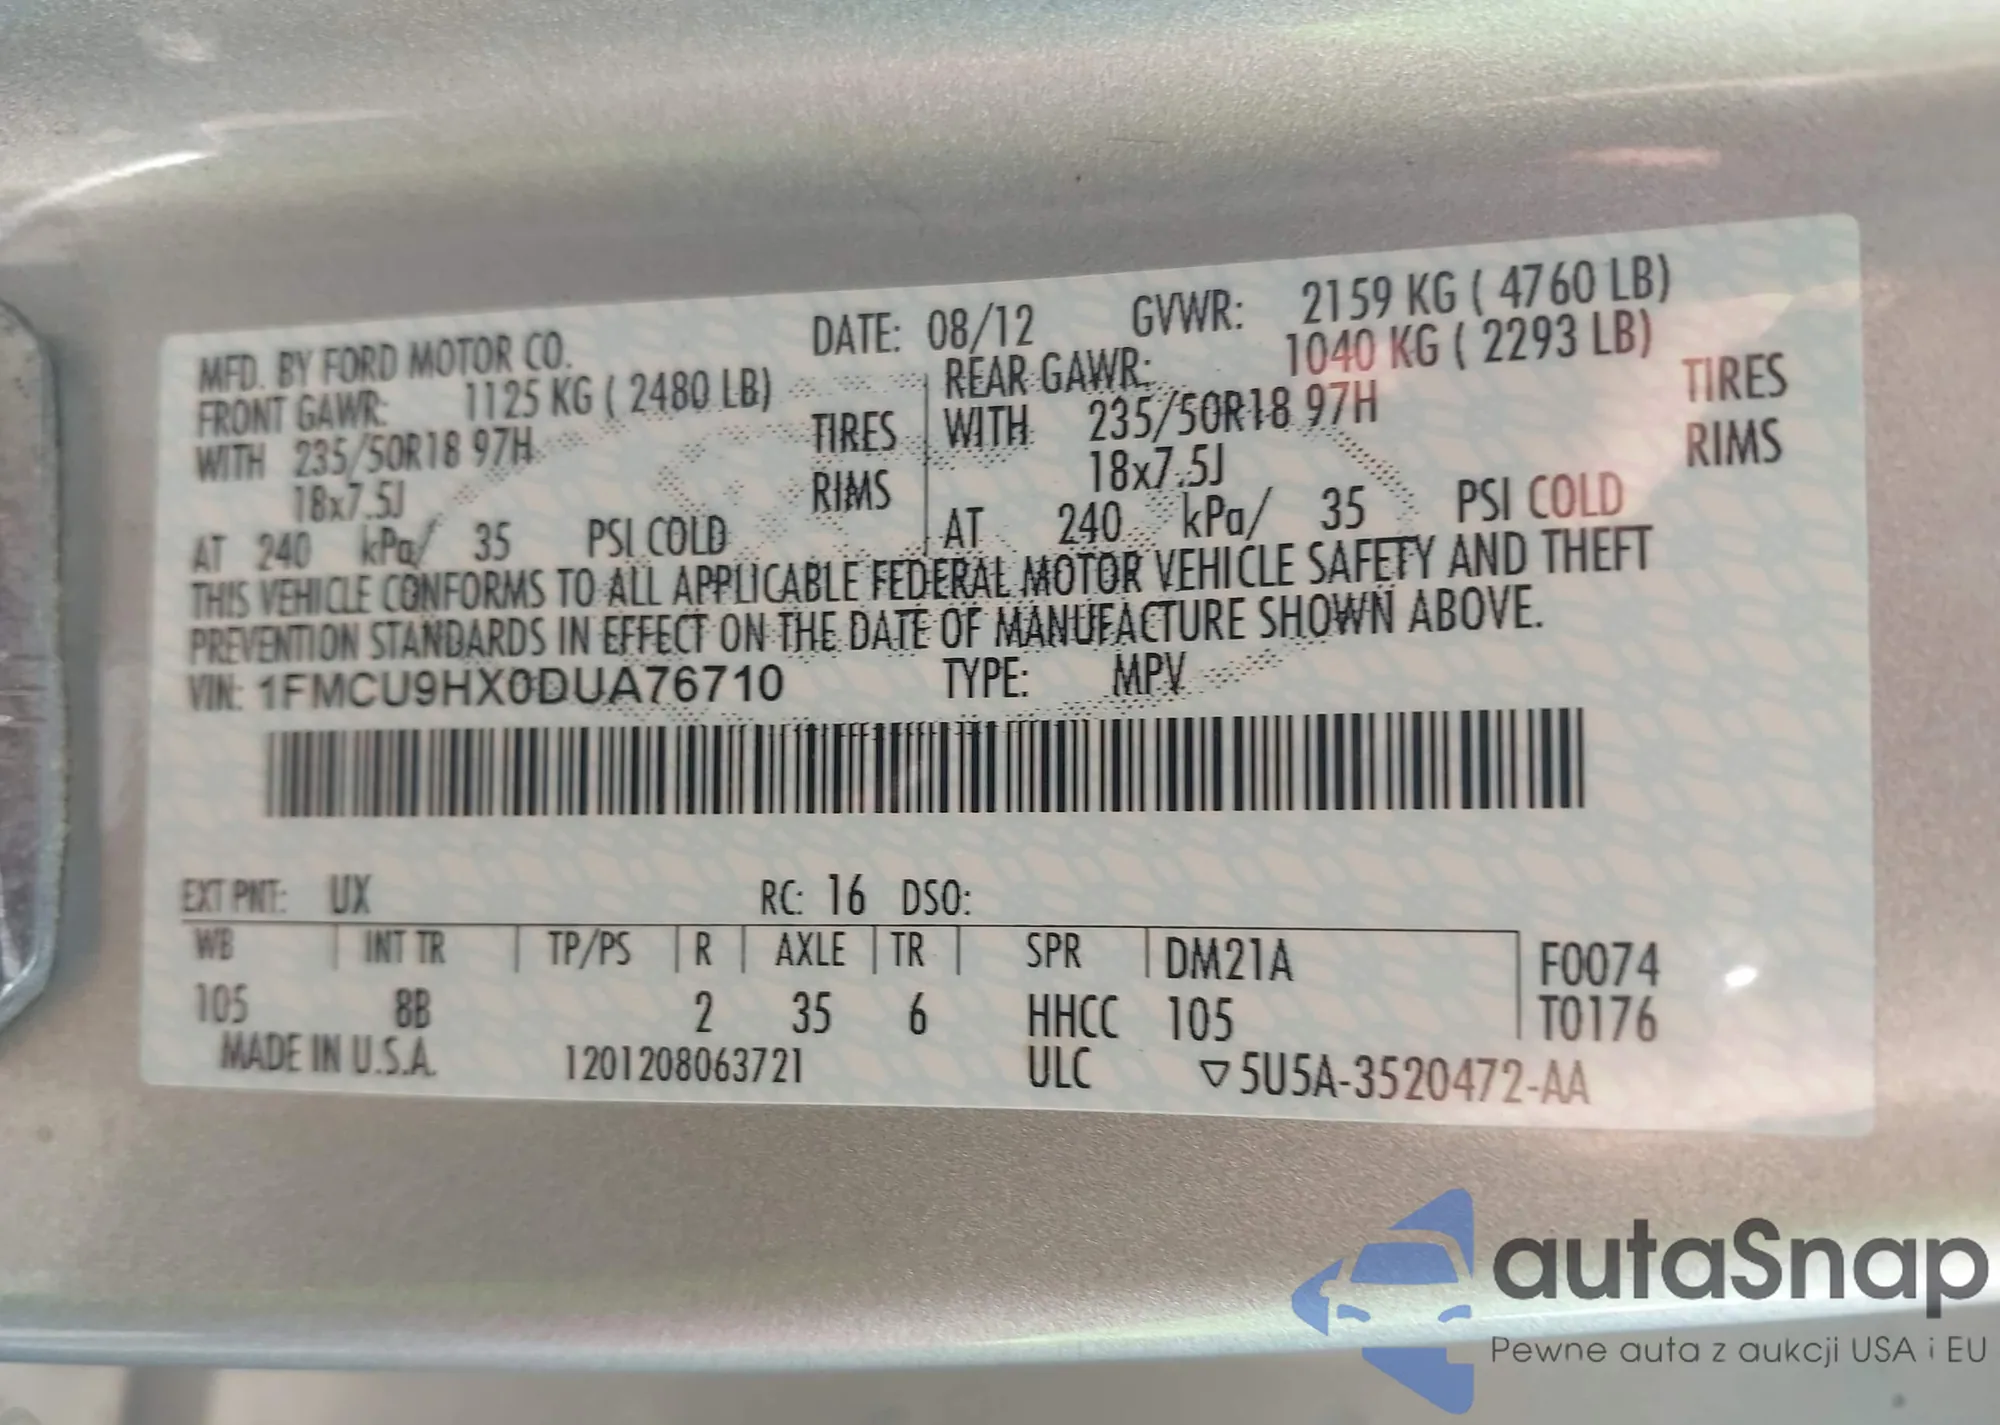 MFD. BY FORD MOTOR CO. DATE: 08/12 GVWR: 2159 KG ( 4760 LB)
FRONT GAWR: 1125 KG ( 2480 LB) REAR GAWR: 1040 KG ( 2293 LB)
WITH 235/50R18 97H TIRES WITH 235/50R18 97H TIRES
18x7.5J RIMS 18x7.5J RIMS
AT 240 kPa/ 35 PSI COLD AT 240 kPa/ 35 PSI COLD
THIS VEHICLE CONFORMS TO ALL APPLICABLE FEDERAL MOTOR VEHICLE SAFETY AND THEFT
PREVENTION STANDARDS IN EFFECT ON THE DATE OF MANUFACTURE SHOWN ABOVE.
VIN: 1FMCU9HX0DUA76710 TYPE: MPV
EXT PNT: UX RC: 16 DSO:
WB INT TR TP/PS R AXLE TR SPR DM21A F0074
105 8B 2 35 6 HHCC 105 T0176
MADE IN U.S.A. 1201208063721 ULC ▽5U5A-3520472-AA
autaSnap
Pewne auta z aukcji USA i EU